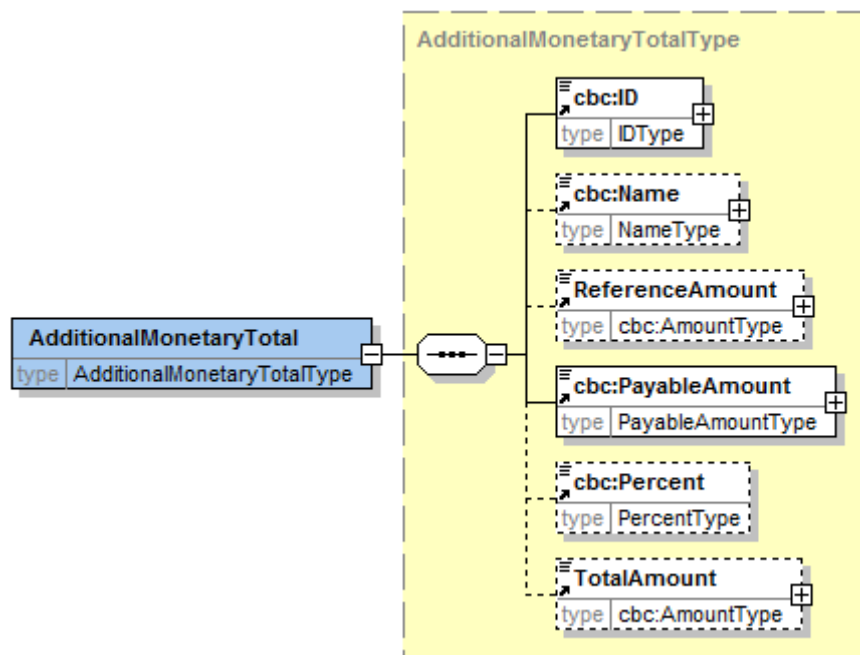 AdditionalMonetaryTotalType
cbc:ID
type IDType
cbc:Name
type NameType
ReferenceAmount
type cbc:AmountType
AdditionalMonetaryTotal
type AdditionalMonetaryTotalType
cbc:PayableAmount
type PayableAmountType
cbc:Percent
type PercentType
TotalAmount
type cbc:AmountType